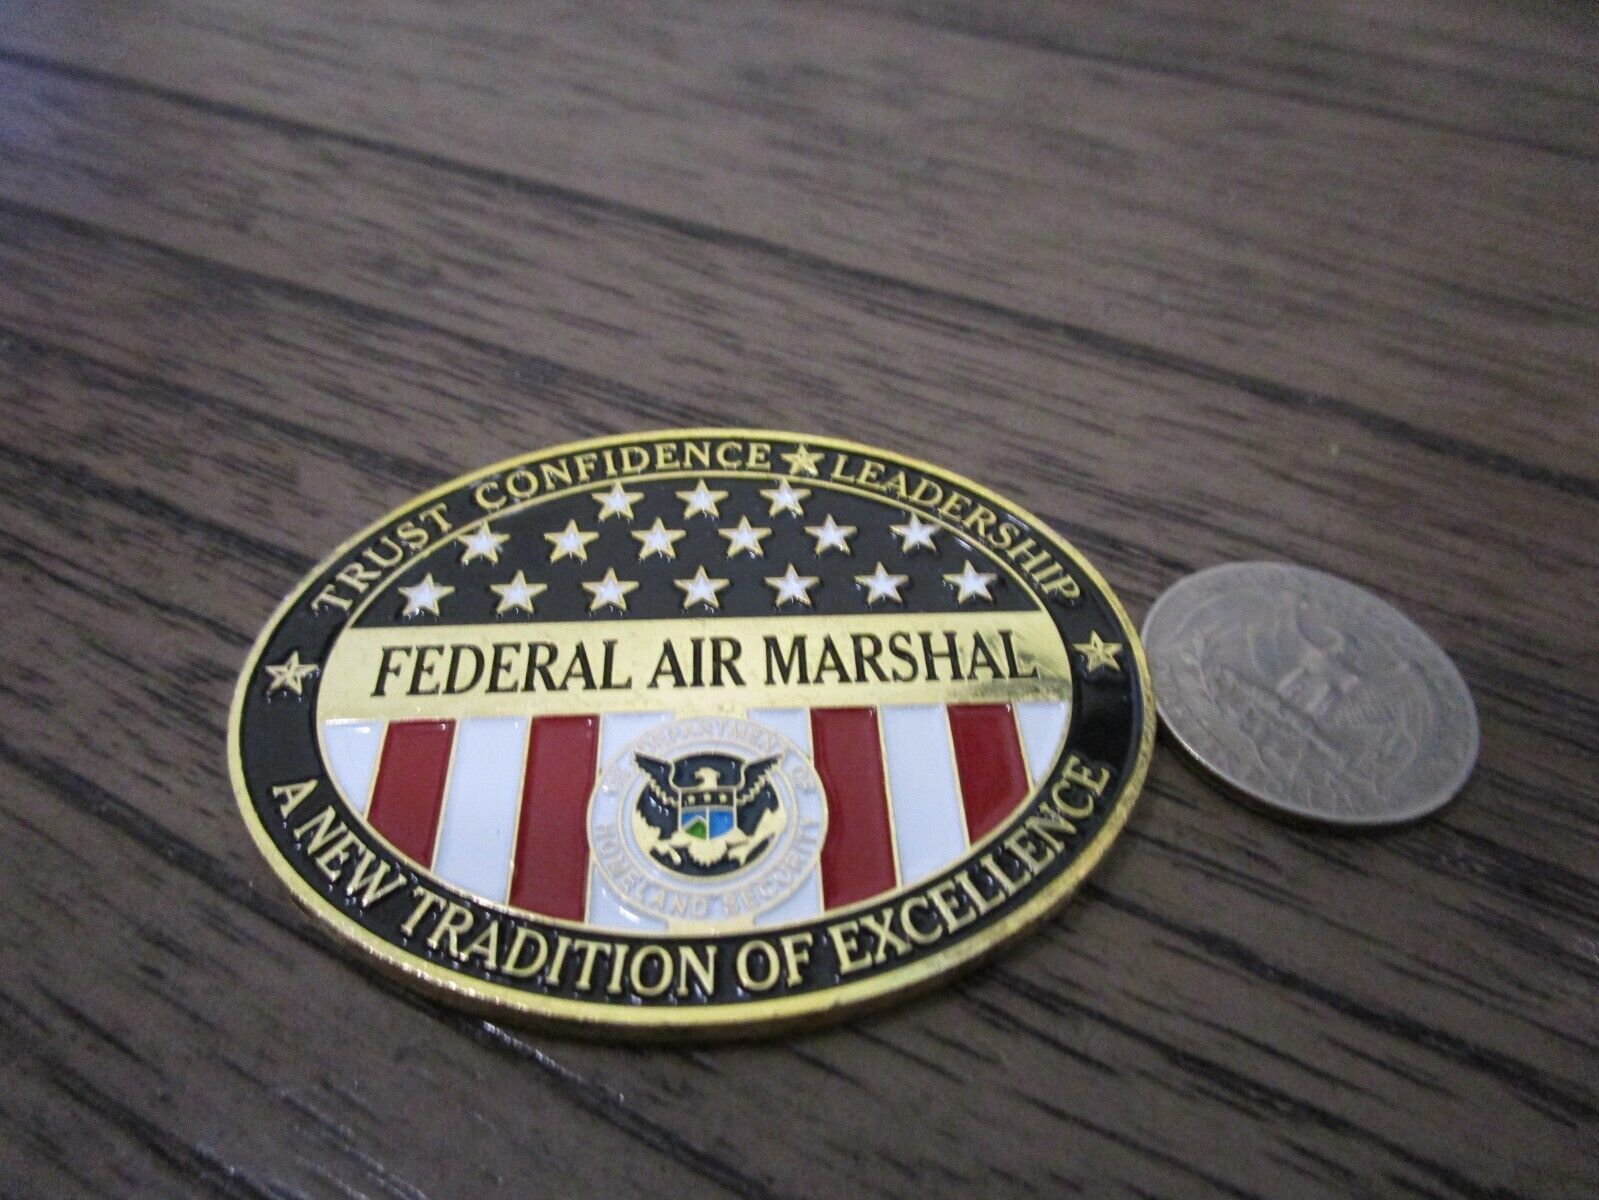 TRUST CONFIDENCE ★ LEADERSHIP
FEDERAL AIR MARSHAL
U.S. DEPARTMENT OF
HOMELAND SECURITY
A NEW TRADITION OF EXCELLENCE